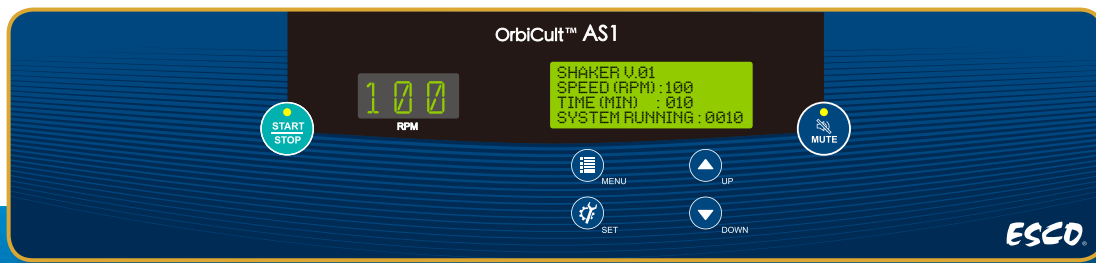 OrbiCult™ AS1
100
RPM
SHAKER V.01
SPEED (RPM) :100
TIME (MIN)   : 010
SYSTEM RUNNING : 0010
START
STOP
MUTE
MENU
UP
SET
DOWN
ESCO®